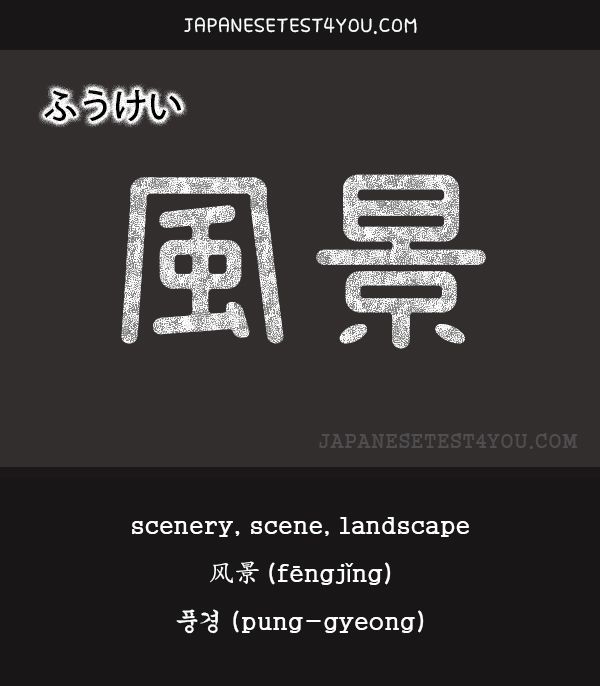 JAPANESETEST4YOU.COM
ふうけい
風景
JAPANESETEST4YOU.COM
scenery, scene, landscape
风景 (fēngjǐng)
풍경 (pung-gyeong)